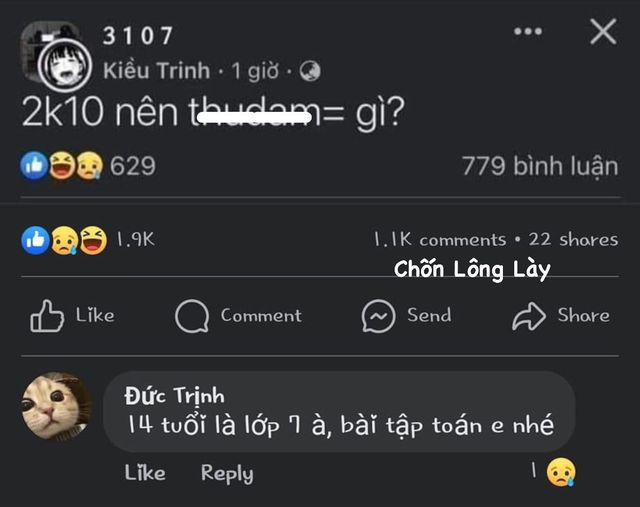 3107
Kiều Trinh · 1 giờ ·
2k10 nên thudam= gì?
629 779 bình luận
1.9K 1.1K comments • 22 shares
Chốn Lông Lày
Like Comment Send Share
Đức Trịnh
14 tuổi là lớp 7 à, bài tập toán e nhé
Like Reply 1